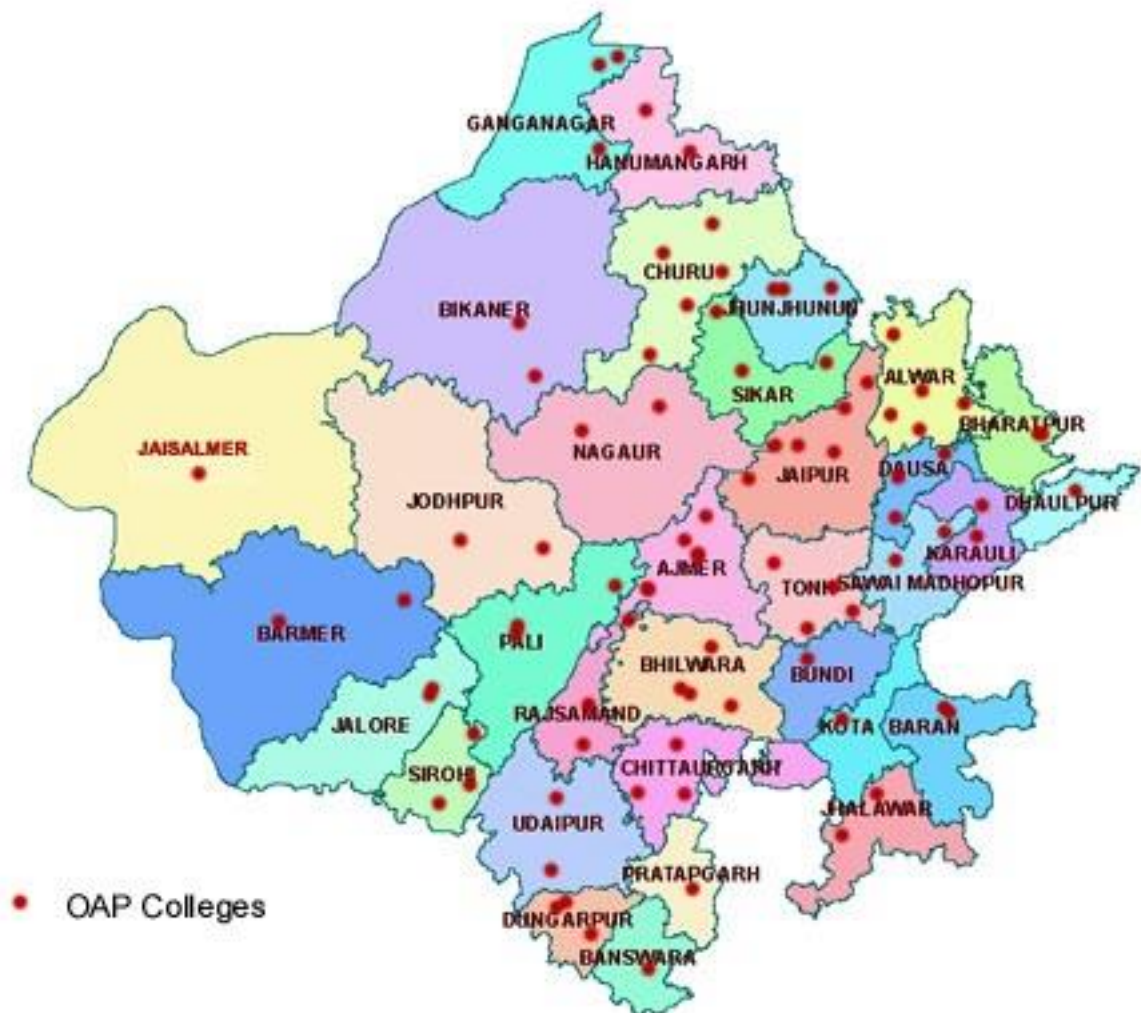 GANGANAGAR
HANUMANGARH
CHURU
JHUNJHUNUN
BIKANER
SIKAR
ALWAR
BHARATPUR
JAISALMER
NAGAUR
JAIPUR
DAUSA
DHAULPUR
JODHPUR
KARAULI
AJMER
TONK
SAWAI MADHOPUR
BARMER
PALI
BHILWARA
BUNDI
JALORE
RAJSAMAND
KOTA
BARAN
SIROHI
CHITTAURGARH
JHALAWAR
UDAIPUR
PRATAPGARH
OAP Colleges
DUNGARPUR
BANSWARA